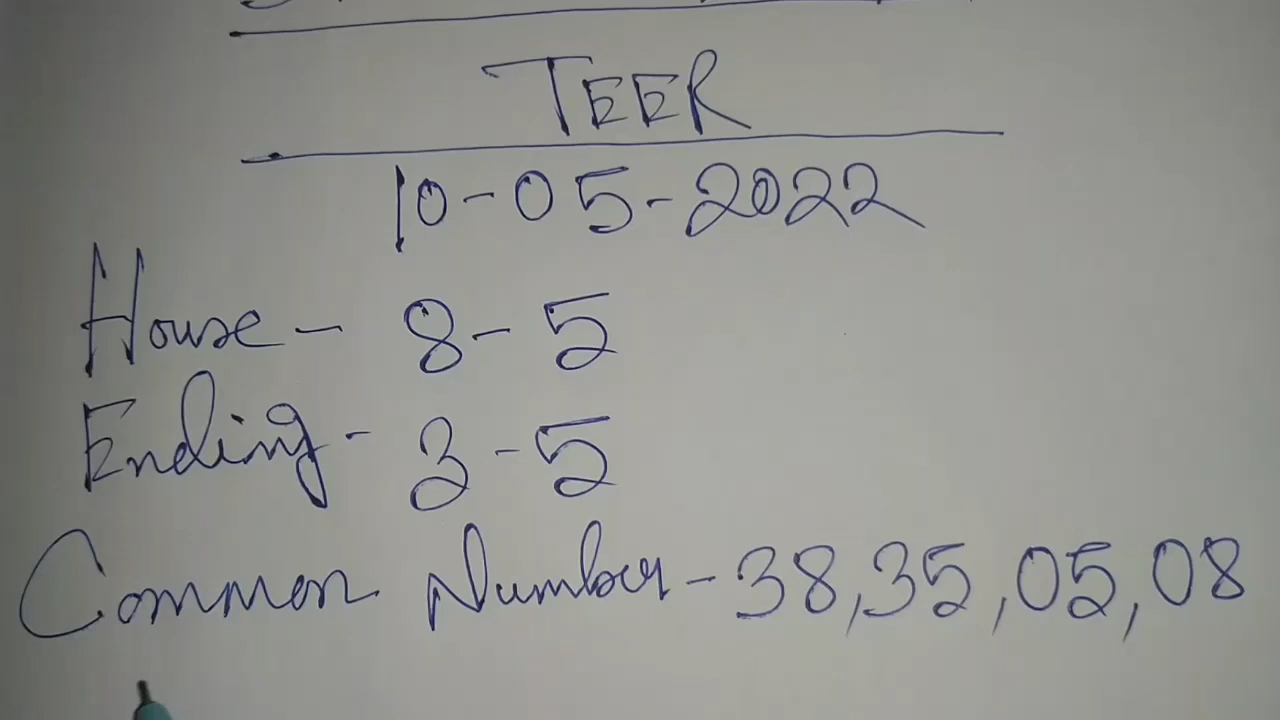 TEER
10-05-2022
House - 8-5
Ending - 3-5
Common Number - 38, 35, 05, 08